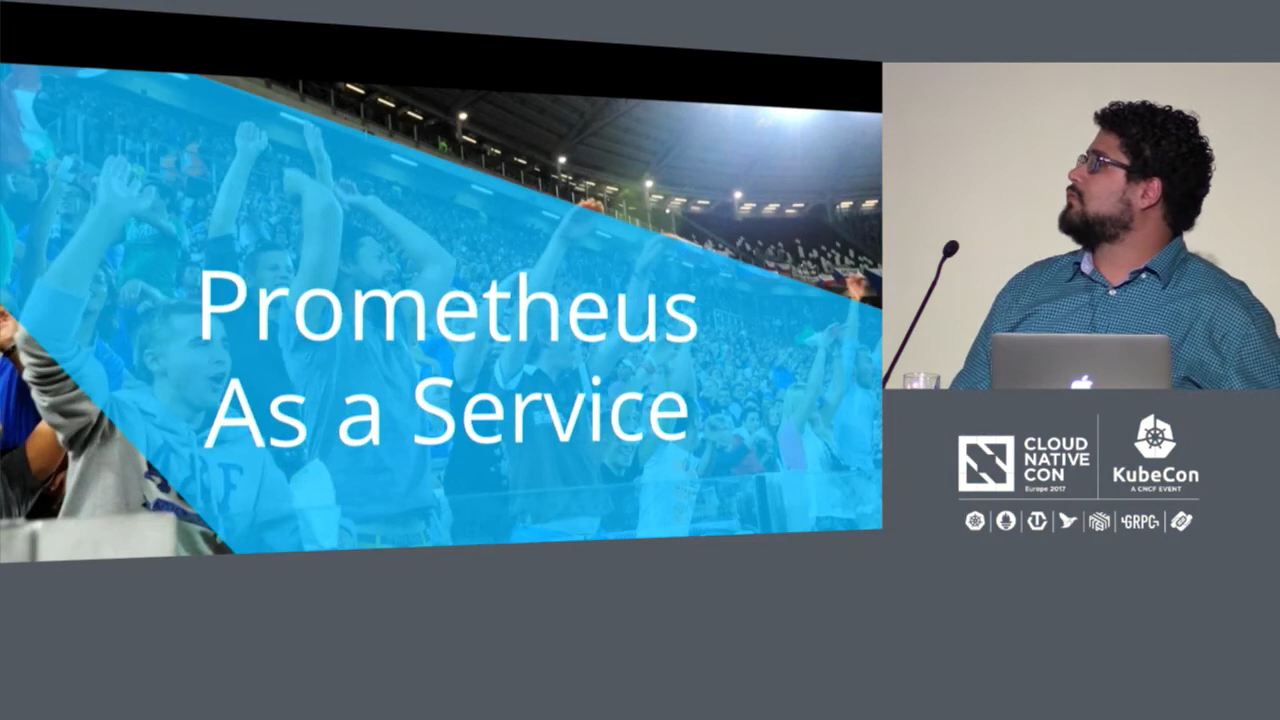 Prometheus
As a Service
CLOUD
NATIVE
CON
Europe 2017
KubeCon
A CNCF EVENT
GRPC